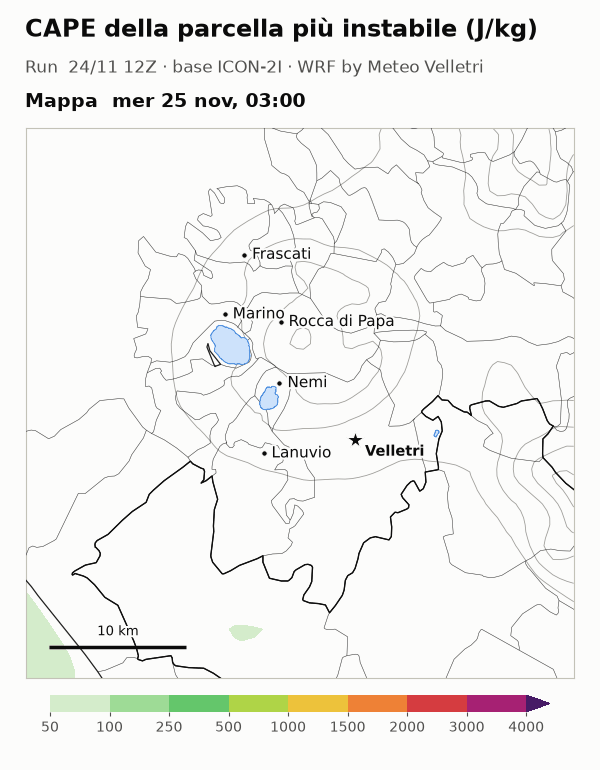 CAPE della parcella più instabile (J/kg)
Run  24/11 12Z · base ICON-2I · WRF by Meteo Velletri
Mappa  mer 25 nov, 03:00
Frascati
Marino
Rocca di Papa
Nemi
Velletri
Lanuvio
10 km
50 100 250 500 1000 1500 2000 3000 4000